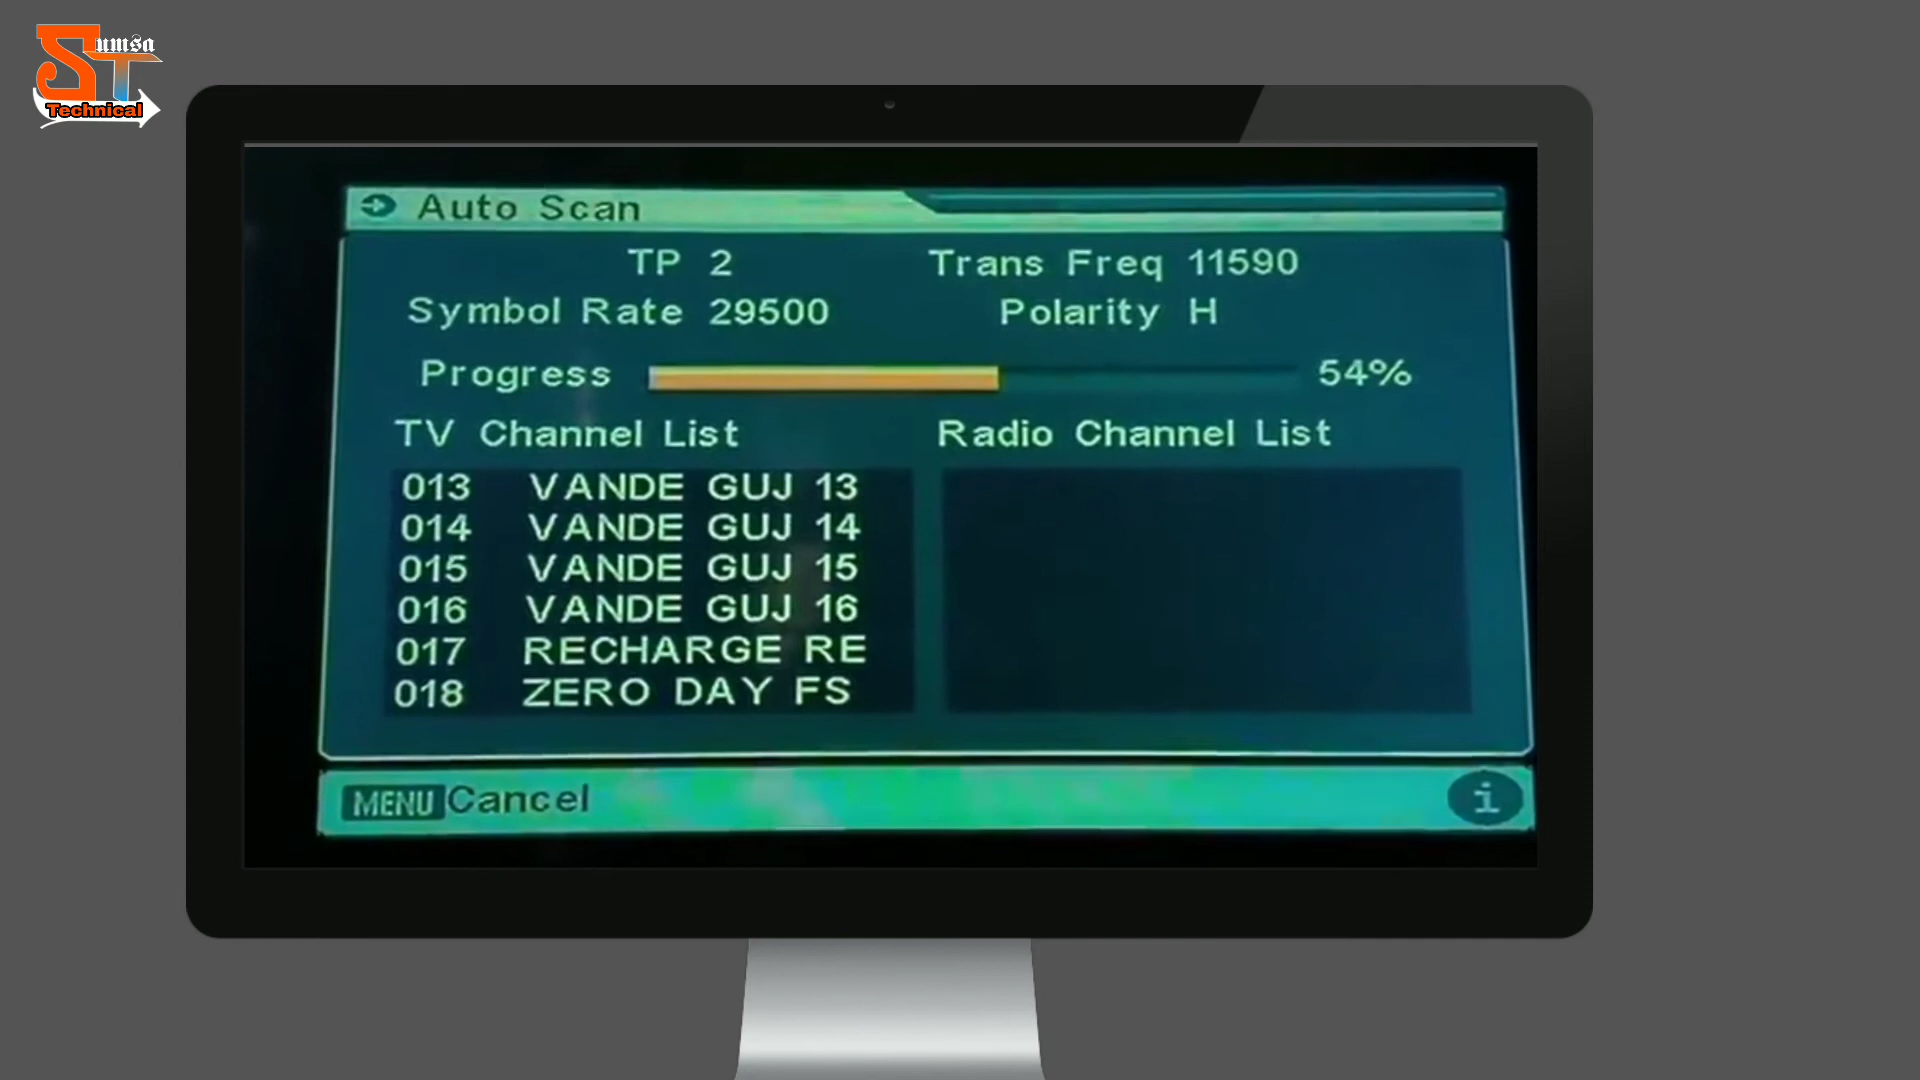 Sumsa
ST
Technical
Auto Scan
TP 2 Trans Freq 11590
Symbol Rate 29500 Polarity H
Progress 54%
TV Channel List Radio Channel List
013 VANDE GUJ 13
014 VANDE GUJ 14
015 VANDE GUJ 15
016 VANDE GUJ 16
017 RECHARGE RE
018 ZERO DAY FS
MENU Cancel i